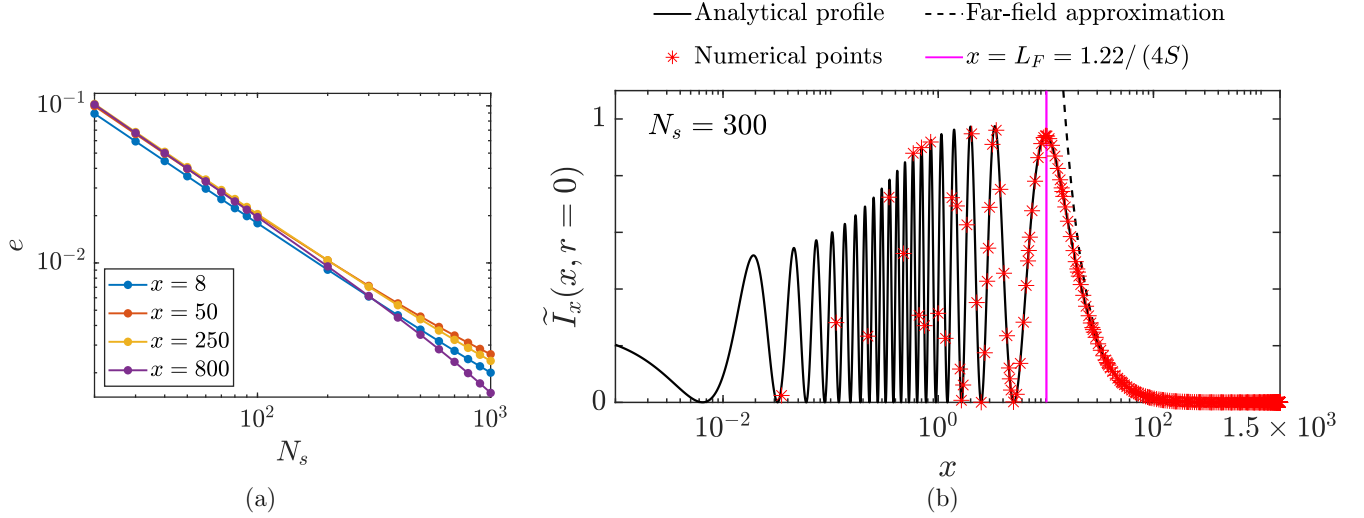 Analytical profile
Far-field approximation
Numerical points
x = L_F = 1.22/ (4S)
10^{-1}
10^{-2}
e
x = 8
x = 50
x = 250
x = 800
10^2
10^3
N_s
(a)
N_s = 300
1
0
\widetilde{I}_x(x, r = 0)
10^{-2}
10^0
10^2
1.5 × 10^3
x
(b)